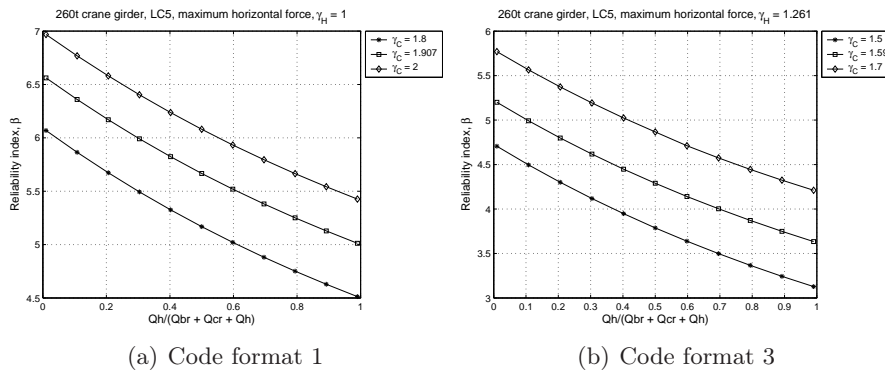 260t crane girder, LC5, maximum horizontal force, γH = 1
7
6.5
6
5.5
5
4.5
Reliability index, β
0
0.2
0.4
0.6
0.8
1
Qh/(Qbr + Qcr + Qh)
γC = 1.8
γC = 1.907
γC = 2
(a) Code format 1
260t crane girder, LC5, maximum horizontal force, γH = 1.261
6
5.5
5
4.5
4
3.5
3
Reliability index, β
0
0.1
0.2
0.3
0.4
0.5
0.6
0.7
0.8
0.9
1
Qh/(Qbr + Qcr + Qh)
γC = 1.5
γC = 1.59
γC = 1.7
(b) Code format 3